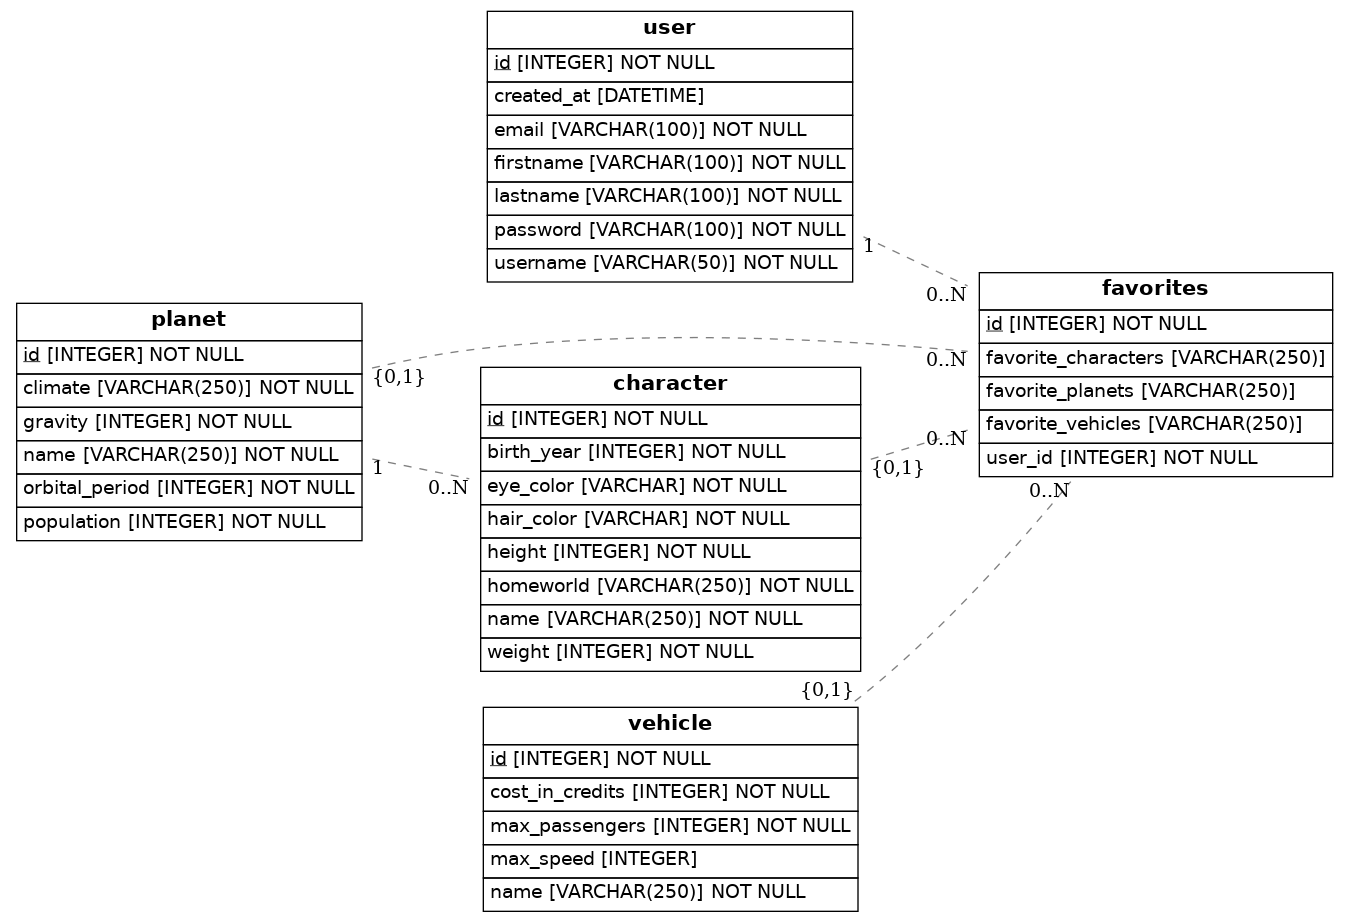 user
id [INTEGER] NOT NULL
created_at [DATETIME]
email [VARCHAR(100)] NOT NULL
firstname [VARCHAR(100)] NOT NULL
lastname [VARCHAR(100)] NOT NULL
password [VARCHAR(100)] NOT NULL
username [VARCHAR(50)] NOT NULL
1
0..N
favorites
id [INTEGER] NOT NULL
favorite_characters [VARCHAR(250)]
favorite_planets [VARCHAR(250)]
favorite_vehicles [VARCHAR(250)]
user_id [INTEGER] NOT NULL
planet
id [INTEGER] NOT NULL
climate [VARCHAR(250)] NOT NULL
gravity [INTEGER] NOT NULL
name [VARCHAR(250)] NOT NULL
orbital_period [INTEGER] NOT NULL
population [INTEGER] NOT NULL
{0,1}
0..N
1
0..N
character
id [INTEGER] NOT NULL
birth_year [INTEGER] NOT NULL
eye_color [VARCHAR] NOT NULL
hair_color [VARCHAR] NOT NULL
height [INTEGER] NOT NULL
homeworld [VARCHAR(250)] NOT NULL
name [VARCHAR(250)] NOT NULL
weight [INTEGER] NOT NULL
{0,1}
0..N
0..N
{0,1}
vehicle
id [INTEGER] NOT NULL
cost_in_credits [INTEGER] NOT NULL
max_passengers [INTEGER] NOT NULL
max_speed [INTEGER]
name [VARCHAR(250)] NOT NULL